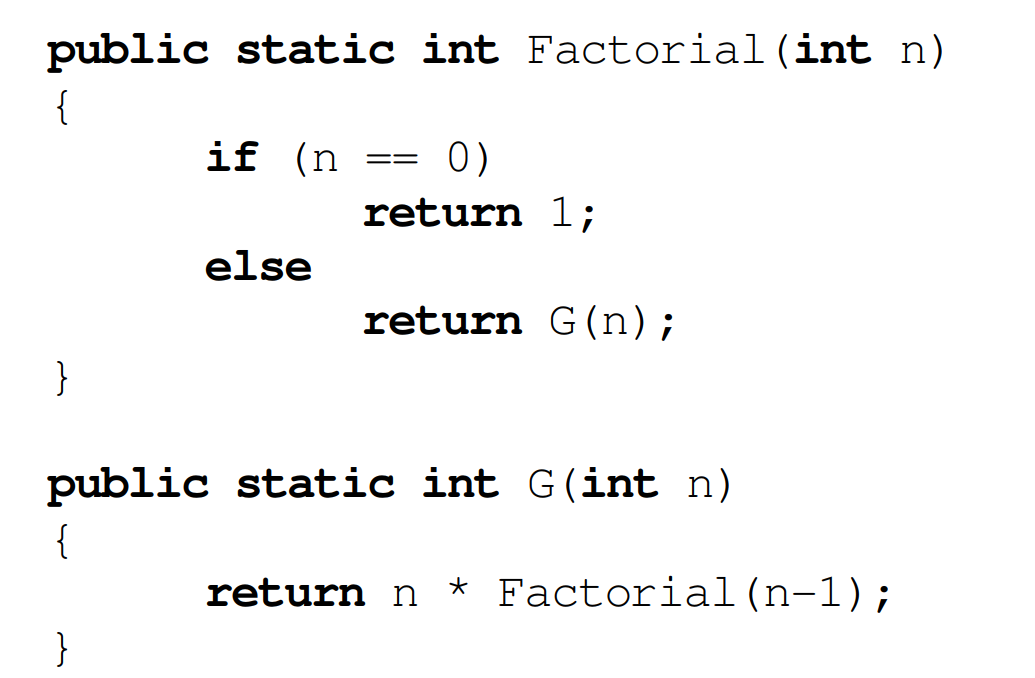 public static int Factorial(int n)
{
if (n == 0)
return 1;
else
return G(n);
}
public static int G(int n)
{
return n * Factorial(n-1);
}